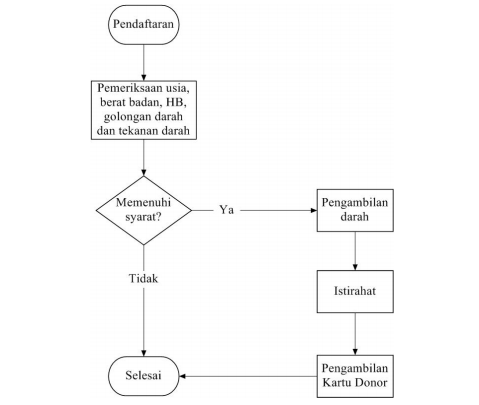 Pendaftaran
Pemeriksaan usia,
berat badan, HB,
golongan darah
dan tekanan darah
Memenuhi
syarat?
Ya
Pengambilan
darah
Tidak
Istirahat
Selesai
Pengambilan
Kartu Donor